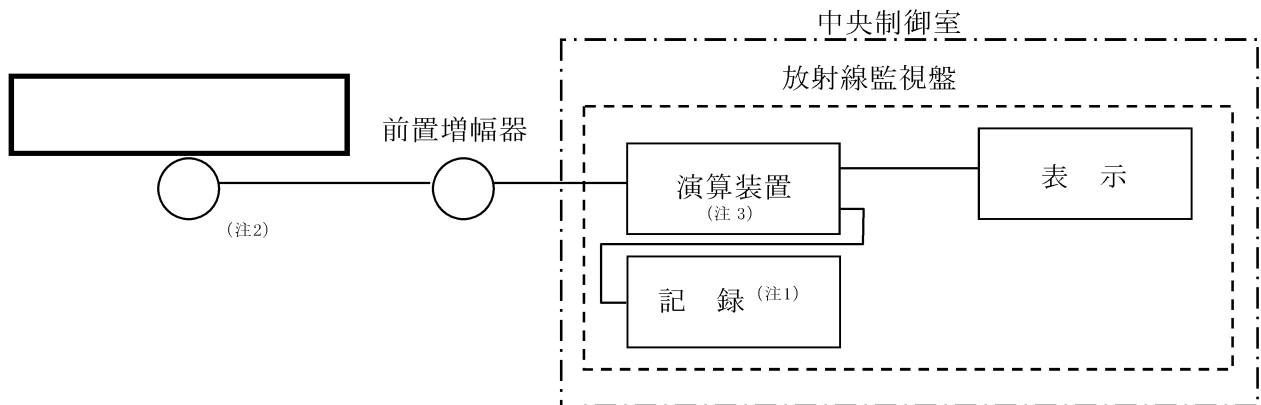 中央制御室
放射線監視盤
前置増幅器
演算装置
(注 3)
表 示
(注2)
記 録 (注1)